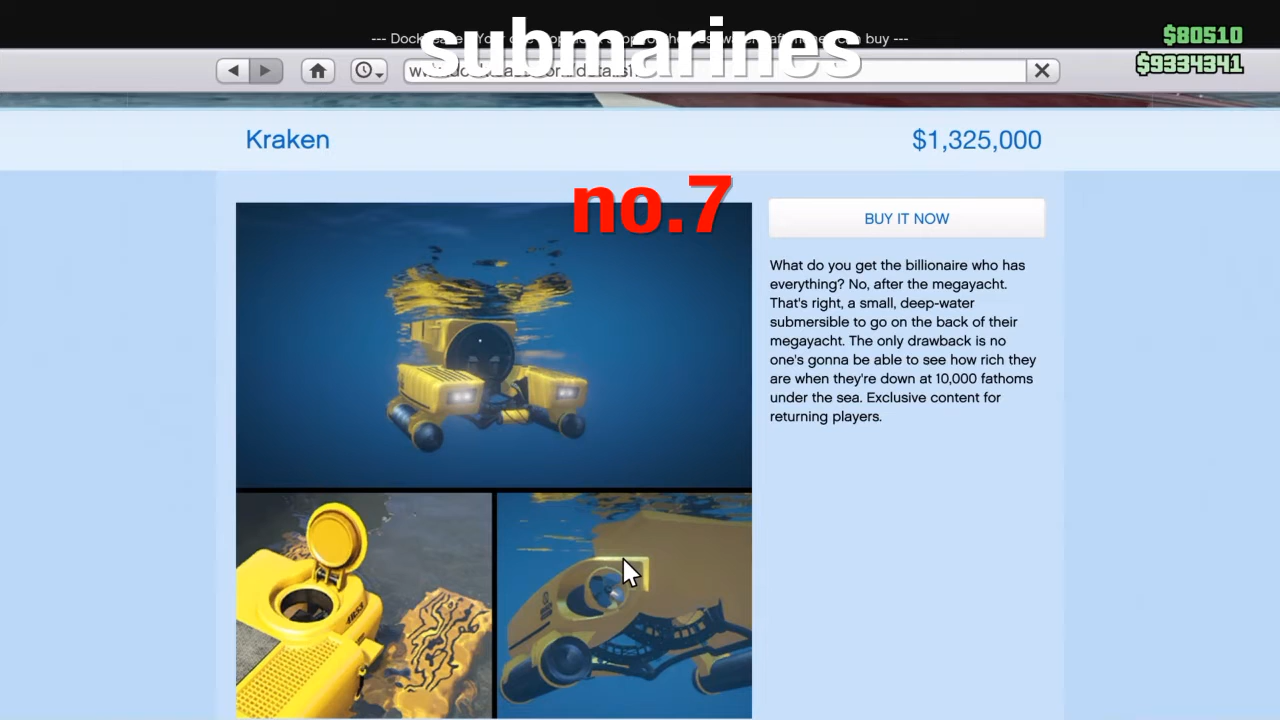 submarines
$80510
$9334341
Kraken
$1,325,000
no.7
BUY IT NOW
What do you get the billionaire who has
everything? No, after the megayacht.
That's right, a small, deep-water
submersible to go on the back of their
megayacht. The only drawback is no
one's gonna be able to see how rich they
are when they're down at 10,000 fathoms
under the sea. Exclusive content for
returning players.